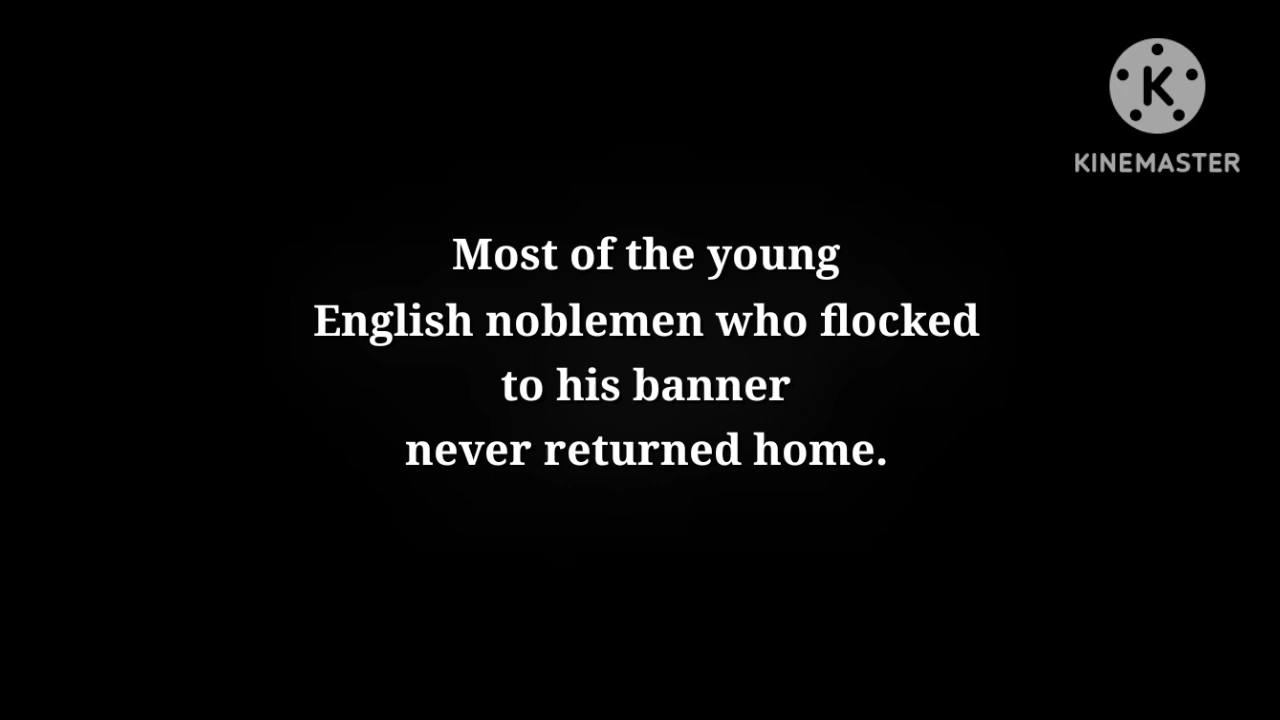 K
KINEMASTER
Most of the young
English noblemen who flocked
to his banner
never returned home.